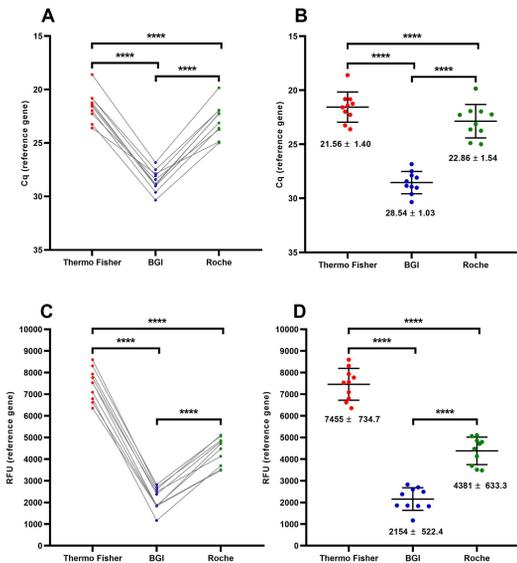 A
B
15
20
25
30
35
Cq (reference gene)
****
****
****
Thermo Fisher
BGI
Roche
15
20
25
30
35
Cq (reference gene)
****
****
****
21.56 ± 1.40
28.54 ± 1.03
22.86 ± 1.54
Thermo Fisher
BGI
Roche
C
D
10000
9000
8000
7000
6000
5000
4000
3000
2000
1000
0
RFU (reference gene)
****
****
****
Thermo Fisher
BGI
Roche
10000
9000
8000
7000
6000
5000
4000
3000
2000
1000
0
RFU (reference gene)
****
****
****
7455 ± 734.7
2154 ± 522.4
4381 ± 633.3
Thermo Fisher
BGI
Roche